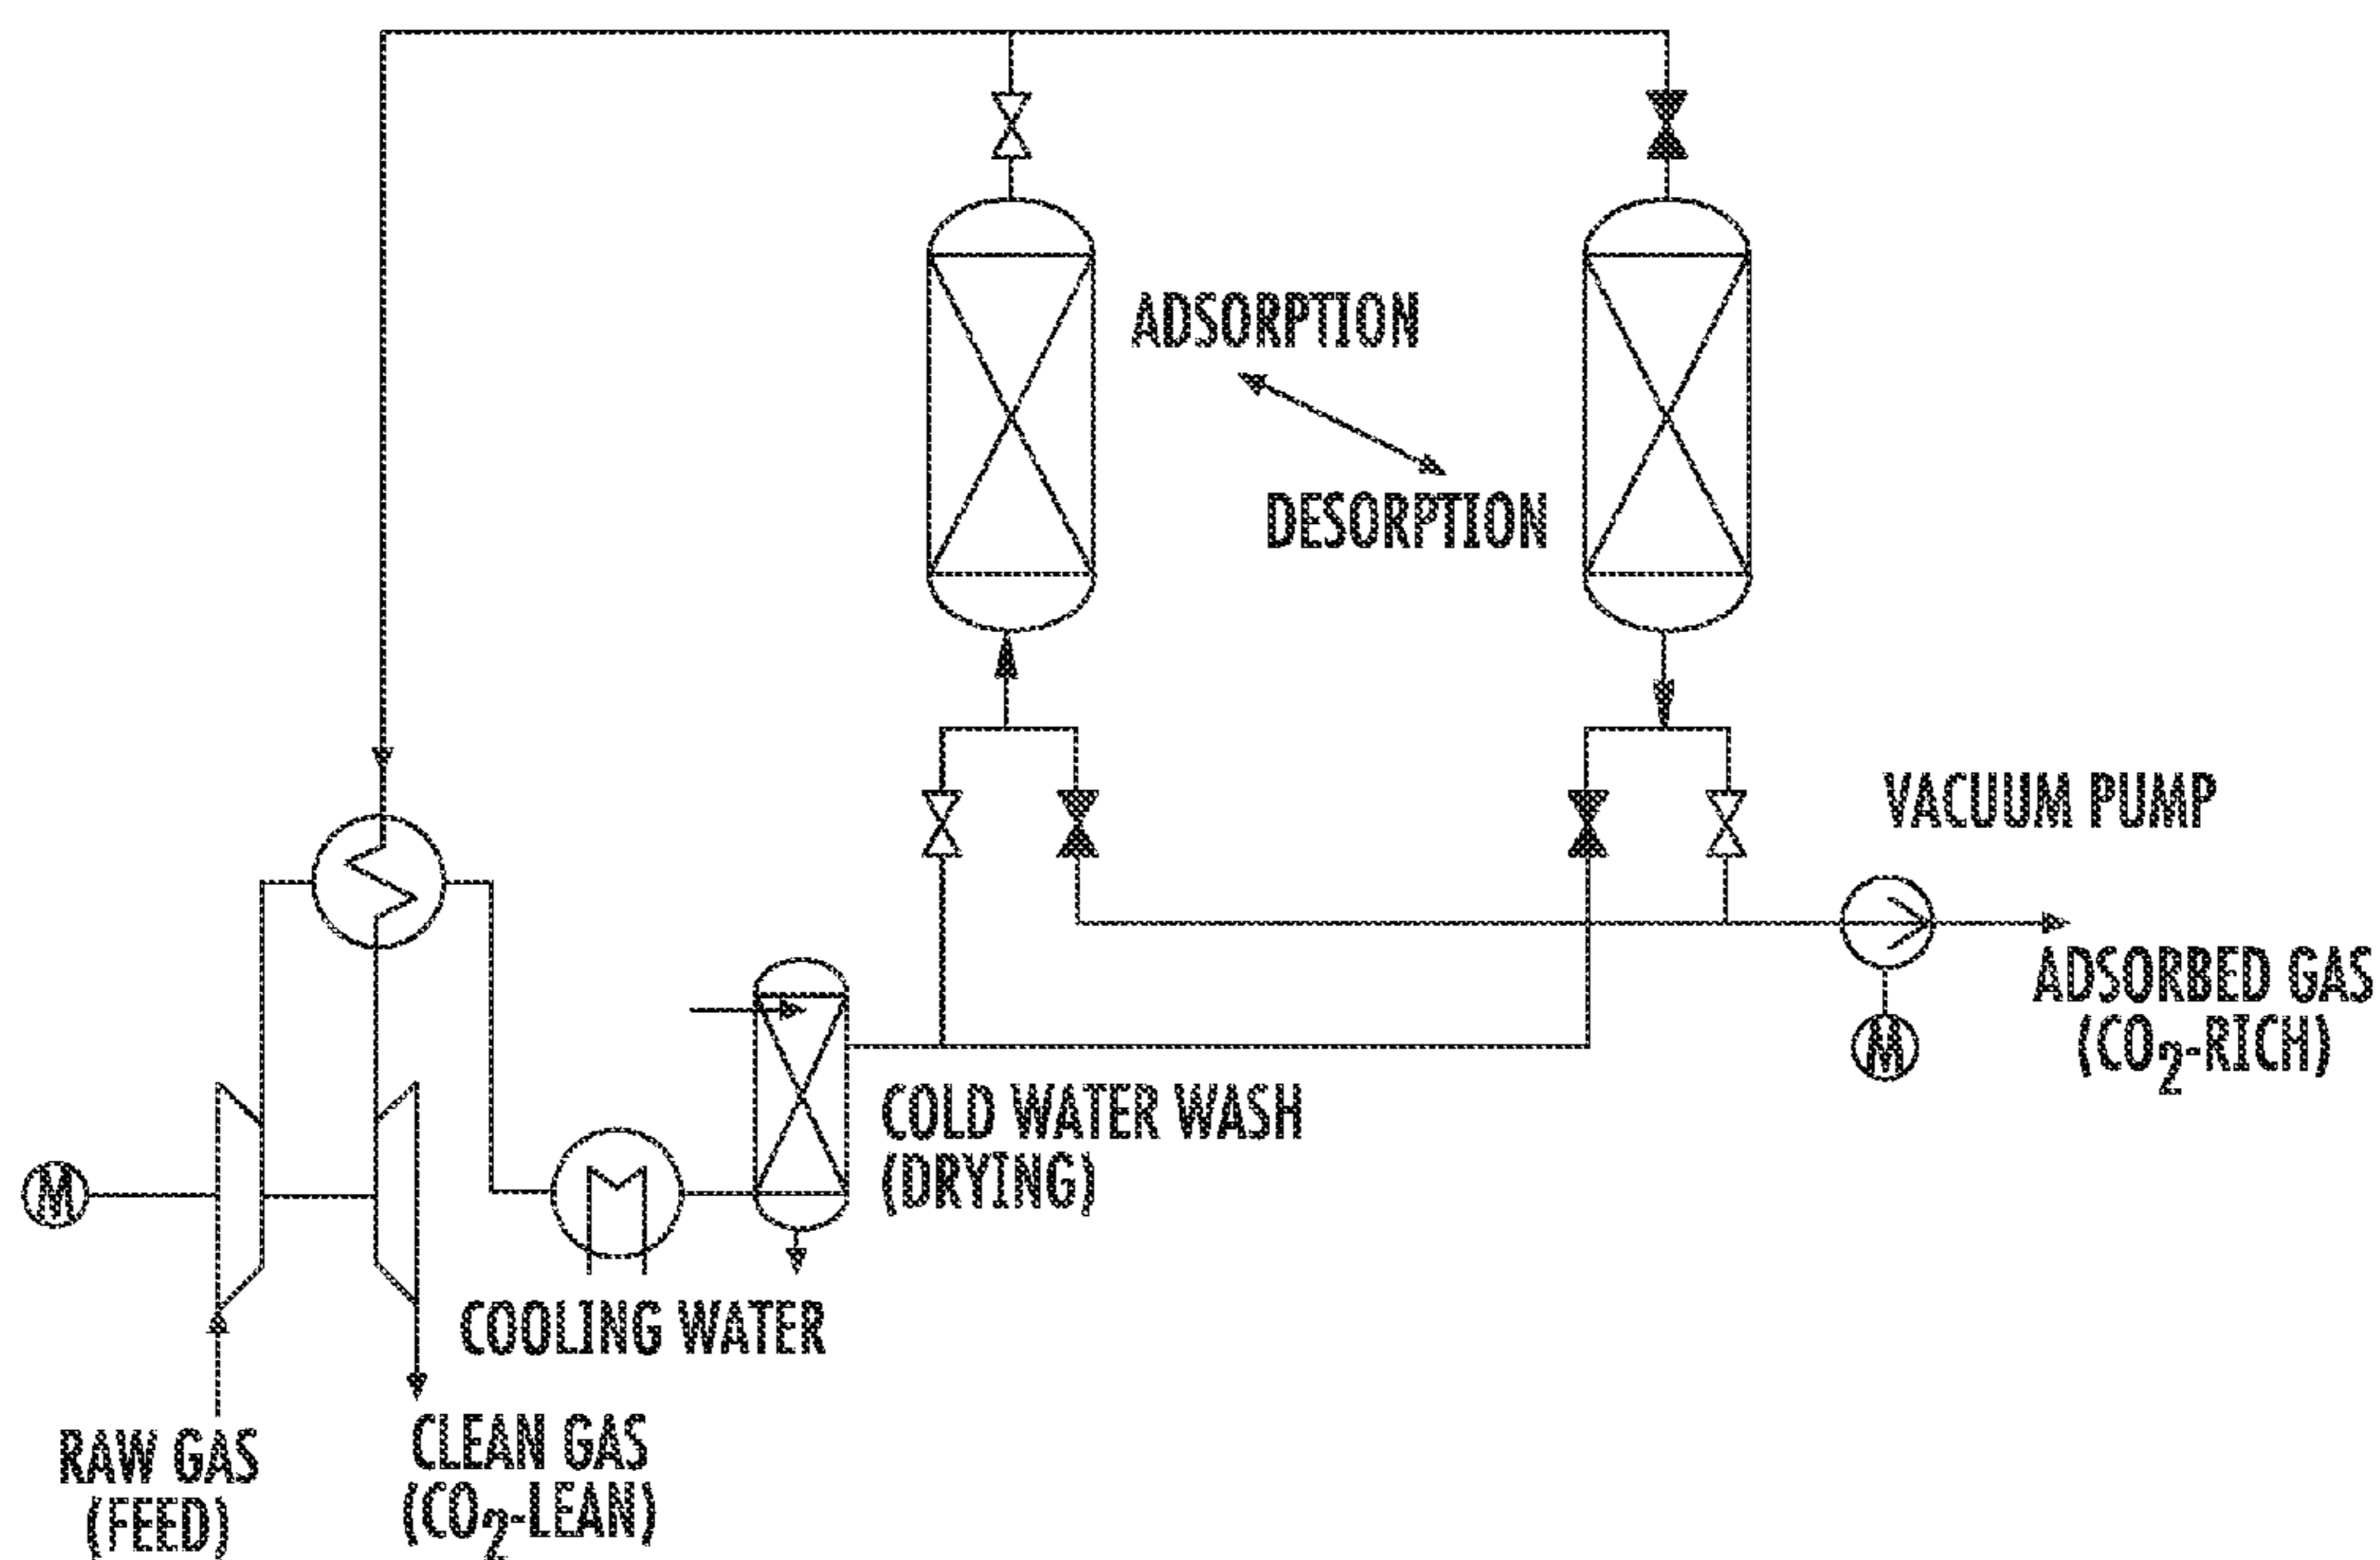 ADSORPTION
DESORPTION
VACUUM PUMP
ADSORBED GAS
(CO2-RICH)
M
COLD WATER WASH
(DRYING)
M
COOLING WATER
CLEAN GAS
(CO2-LEAN)
RAW GAS
(FEED)